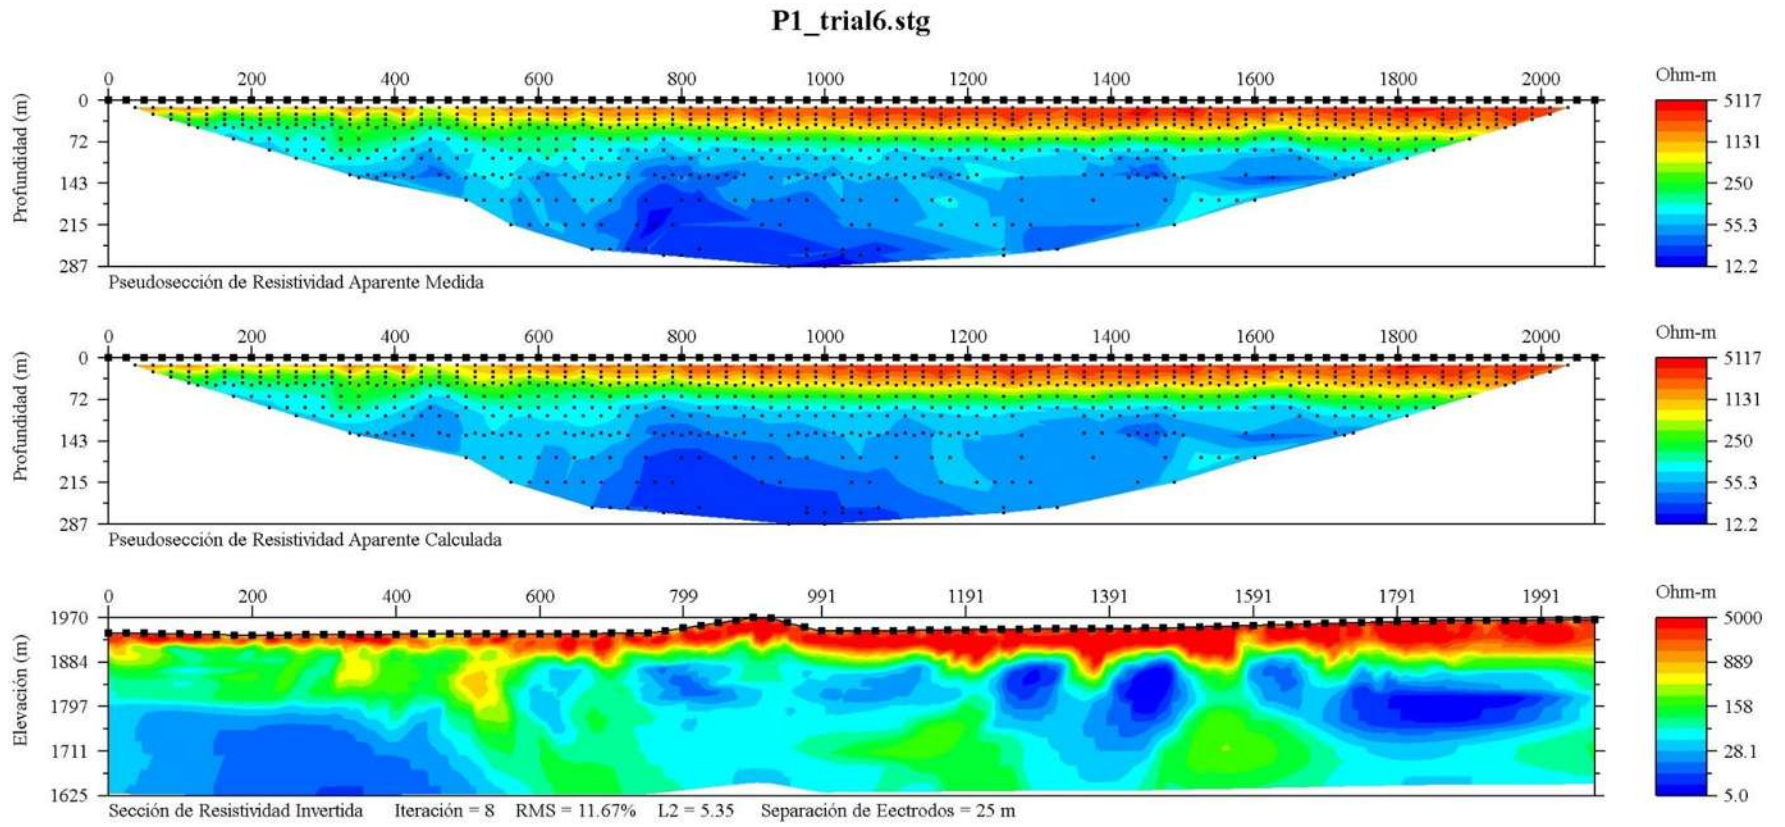 P1_trial6.stg
0 200 400 600 800 1000 1200 1400 1600 1800 2000
Ohm-m
Profundidad (m)
0
72
143
215
287
5117
1131
250
55.3
12.2
Pseudosección de Resistividad Aparente Medida
0 200 400 600 800 1000 1200 1400 1600 1800 2000
Ohm-m
Profundidad (m)
0
72
143
215
287
5117
1131
250
55.3
12.2
Pseudosección de Resistividad Aparente Calculada
0 200 400 600 799 991 1191 1391 1591 1791 1991
Ohm-m
Elevación (m)
1970
1884
1797
1711
1625
5000
889
158
28.1
5.0
Sección de Resistividad Invertida Iteración = 8 RMS = 11.67% L2 = 5.35 Separación de Eectrodos = 25 m